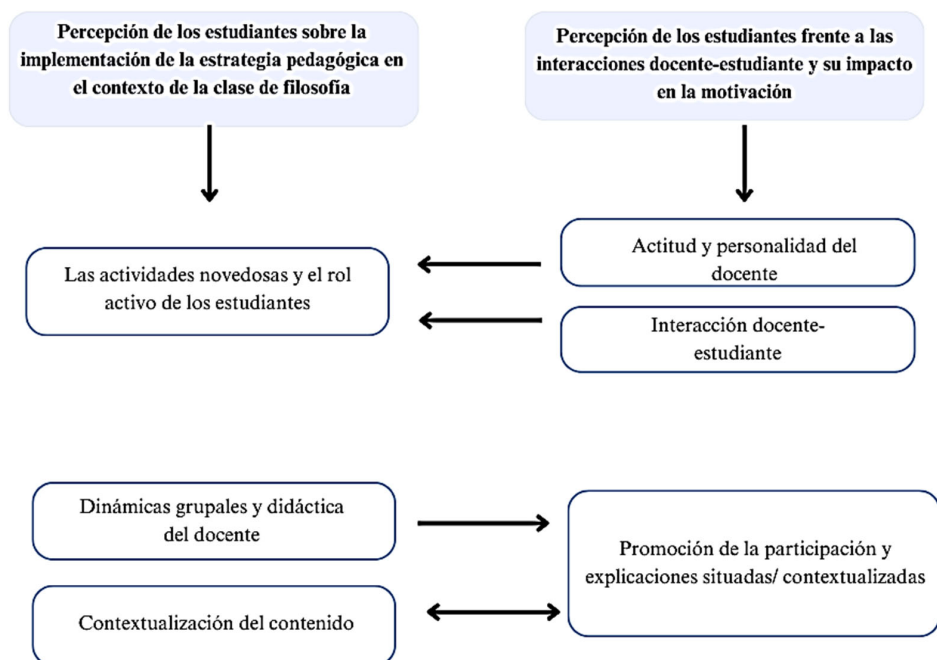 Percepción de los estudiantes sobre la
implementación de la estrategia pedagógica en
el contexto de la clase de filosofía
Percepción de los estudiantes frente a las
interacciones docente-estudiante y su impacto
en la motivación
Las actividades novedosas y el rol
activo de los estudiantes
Actitud y personalidad del
docente
Interacción docente-
estudiante
Dinámicas grupales y didáctica
del docente
Contextualización del contenido
Promoción de la participación y
explicaciones situadas/ contextualizadas